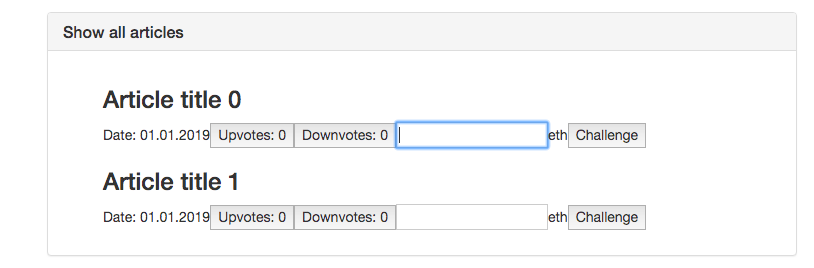 Show all articles
Article title 0
Date: 01.01.2019 Upvotes: 0 Downvotes: 0 eth Challenge
Article title 1
Date: 01.01.2019 Upvotes: 0 Downvotes: 0 eth Challenge